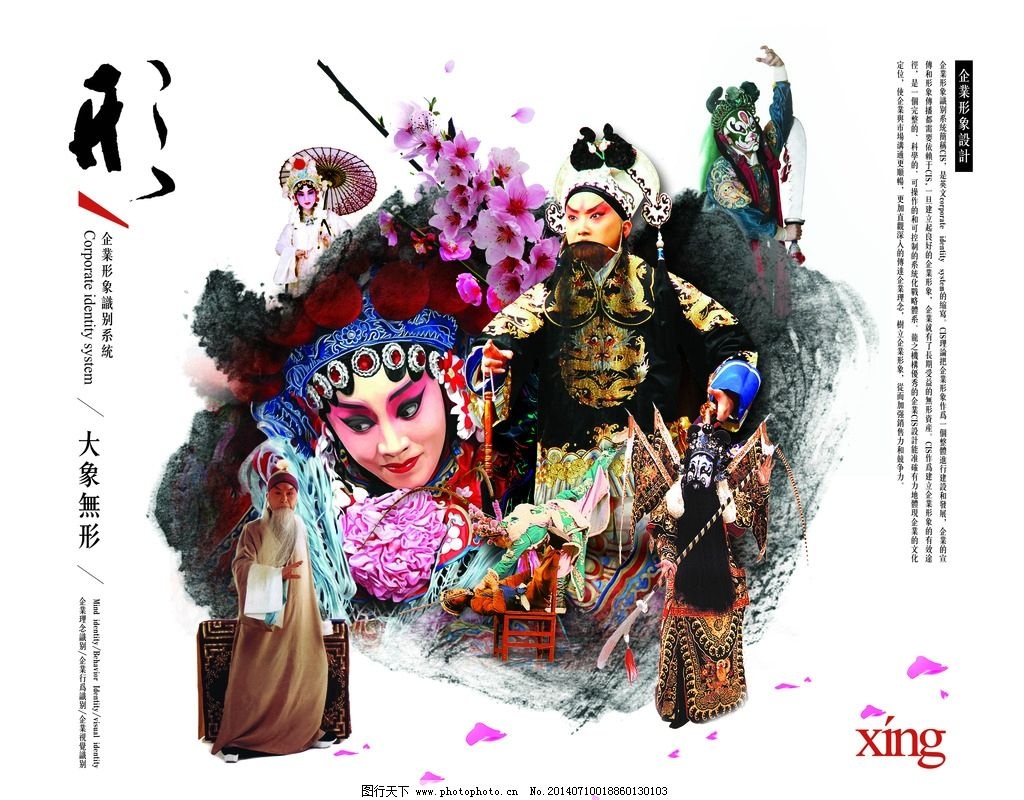 形
企業形象識別系統
Corporate identity system
大象無形
Mind identity/Behavior Identity/visual identity
企業理念識別/企業行爲識別/企業視覺識別
企業形象設計
企業形象識別系統簡稱CIS，是英文corporate identity system的縮寫。CIS理論把企業形象作爲一個整體進行建設和發展，企業的宣
傳和形象傳播都需要依賴于CIS，一旦建立起良好的企業形象，企業就有了長期受益的無形資產。CIS作爲建立企業形象的有效途
徑，是一個完整的、科學的、可操作的和可控制的系統化戰略體系。龍之機構優秀的企業CIS設計能准確有力地體現企業的文化
定位，使企業與市場溝通更順暢，更加直觀深入的傳達企業理念，樹立企業形象，從而加强銷售力和競争力。
xíng
图行天下 www.photophoto.cn No.20140710018860130103